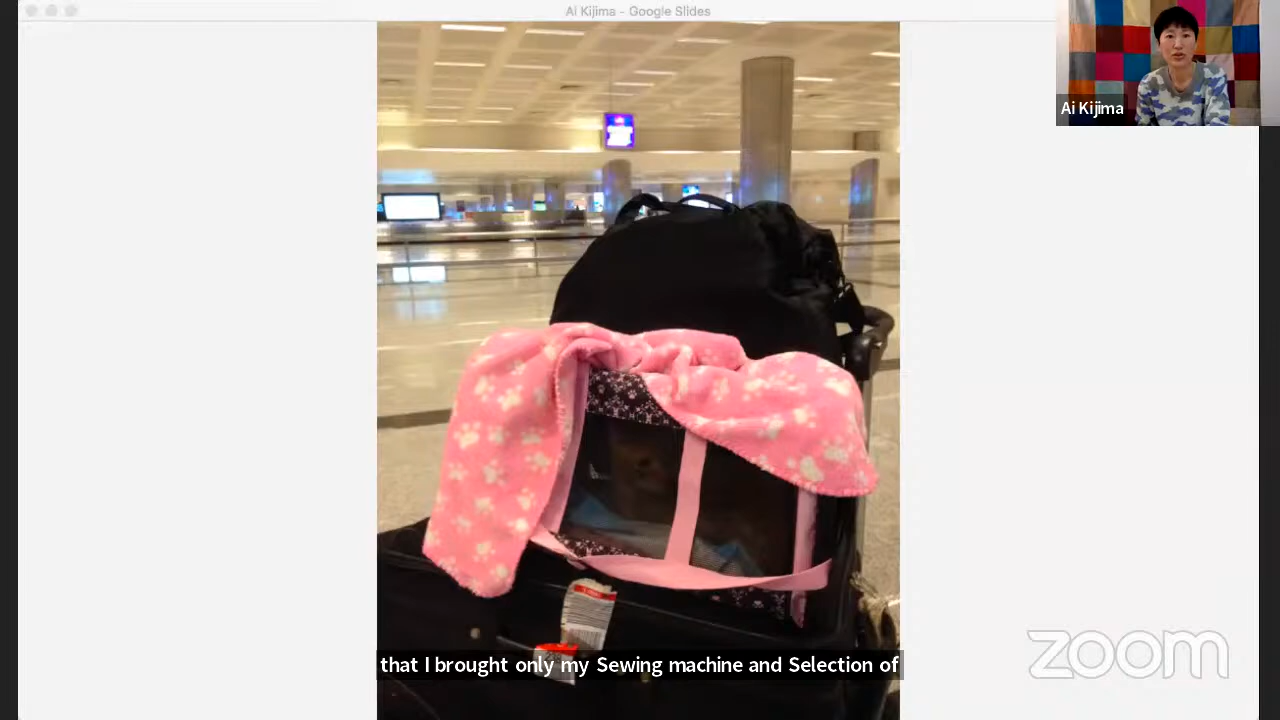 Ai Kijima - Google Slides
Ai Kijima
that I brought only my Sewing machine and Selection of
zoom